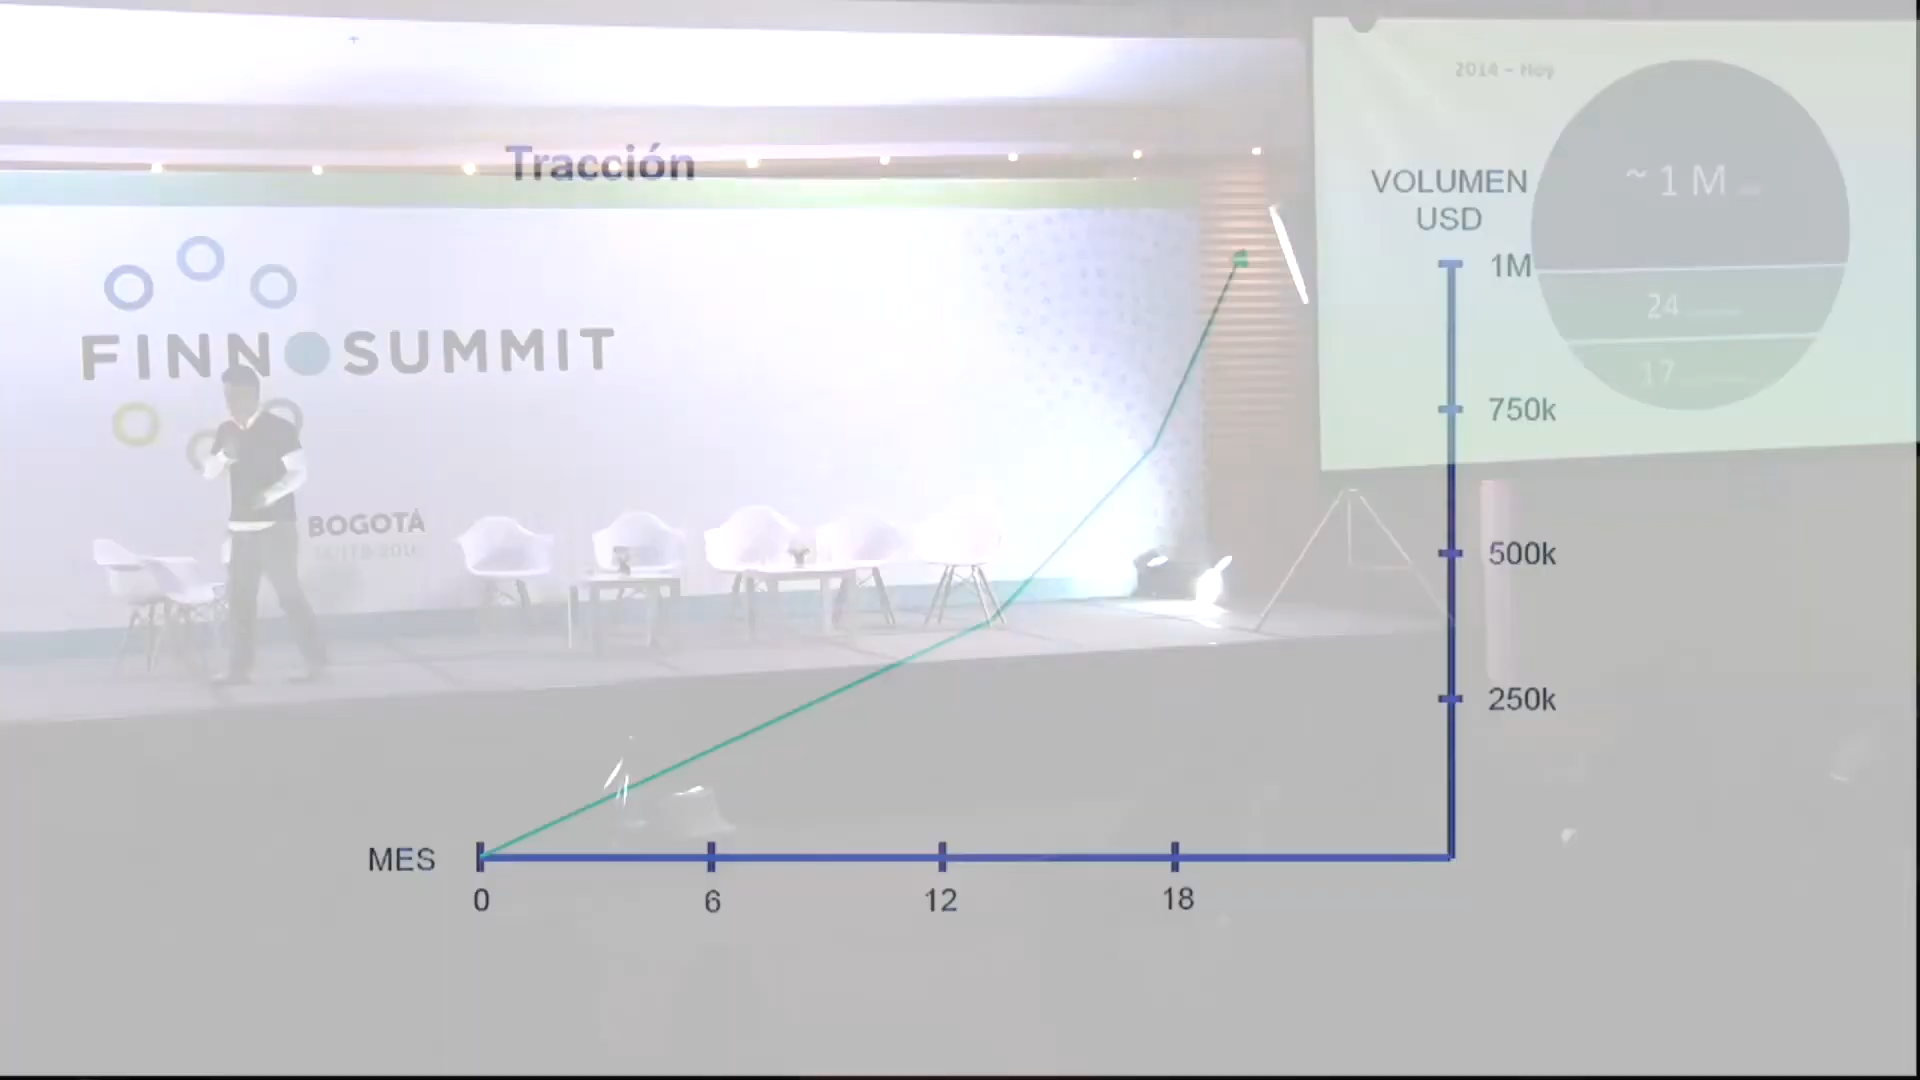 2014 – Hoy
Tracción
VOLUMEN
USD
~ 1 M
1M
24
FINNOSUMMIT
17
750k
BOGOTÁ
500k
250k
MES
0
6
12
18